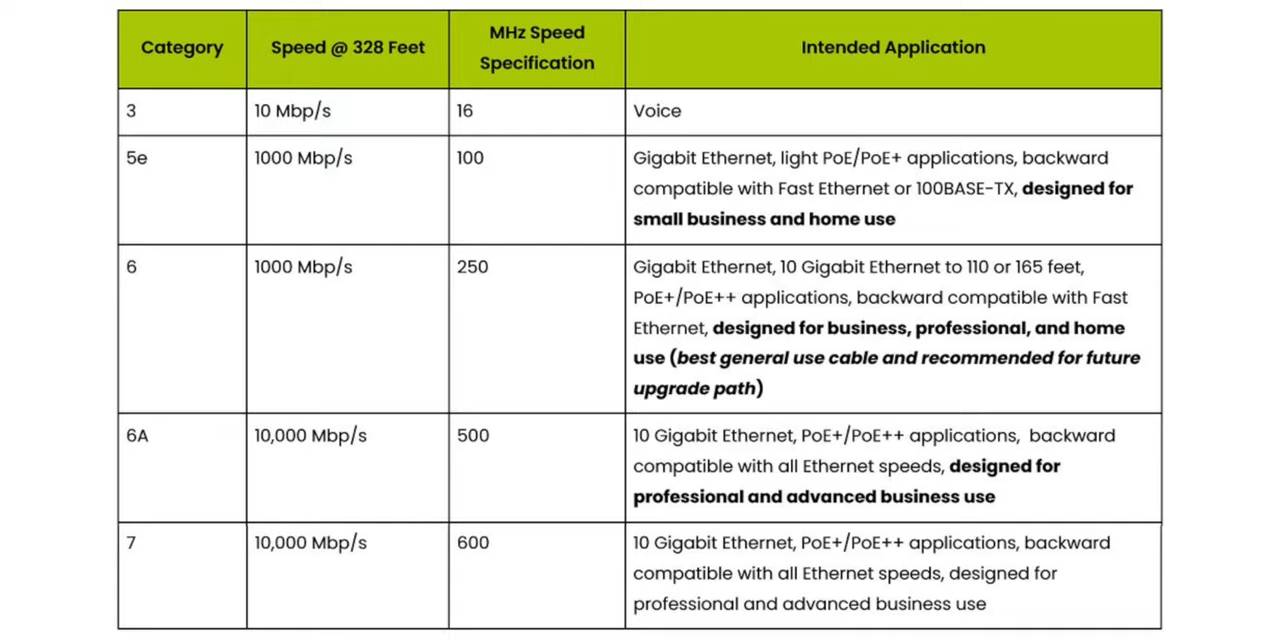 Category
Speed @ 328 Feet
MHz Speed
Specification
Intended Application
3
10 Mbp/s
16
Voice
5e
1000 Mbp/s
100
Gigabit Ethernet, light PoE/PoE+ applications, backward
compatible with Fast Ethernet or 100BASE-TX, designed for
small business and home use
6
1000 Mbp/s
250
Gigabit Ethernet, 10 Gigabit Ethernet to 110 or 165 feet,
PoE+/PoE++ applications, backward compatible with Fast
Ethernet, designed for business, professional, and home
use (best general use cable and recommended for future
upgrade path)
6A
10,000 Mbp/s
500
10 Gigabit Ethernet, PoE+/PoE++ applications, backward
compatible with all Ethernet speeds, designed for
professional and advanced business use
7
10,000 Mbp/s
600
10 Gigabit Ethernet, PoE+/PoE++ applications, backward
compatible with all Ethernet speeds, designed for
professional and advanced business use